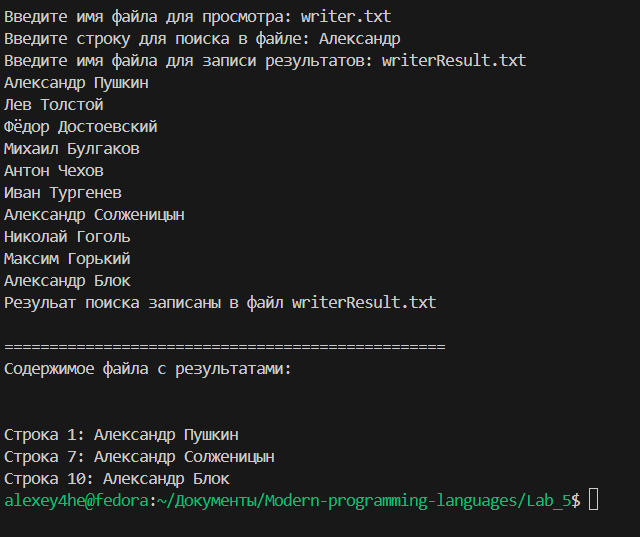 Введите имя файла для просмотра: writer.txt
Введите строку для поиска в файле: Александр
Введите имя файла для записи результатов: writerResult.txt
Александр Пушкин
Лев Толстой
Фёдор Достоевский
Михаил Булгаков
Антон Чехов
Иван Тургенев
Александр Солженицын
Николай Гоголь
Максим Горький
Александр Блок
Резульат поиска записаны в файл writerResult.txt
=================================================
Содержимое файла с результатами:
Строка 1: Александр Пушкин
Строка 7: Александр Солженицын
Строка 10: Александр Блок
alexey4he@fedora:~/Документы/Modern-programming-languages/Lab_5$